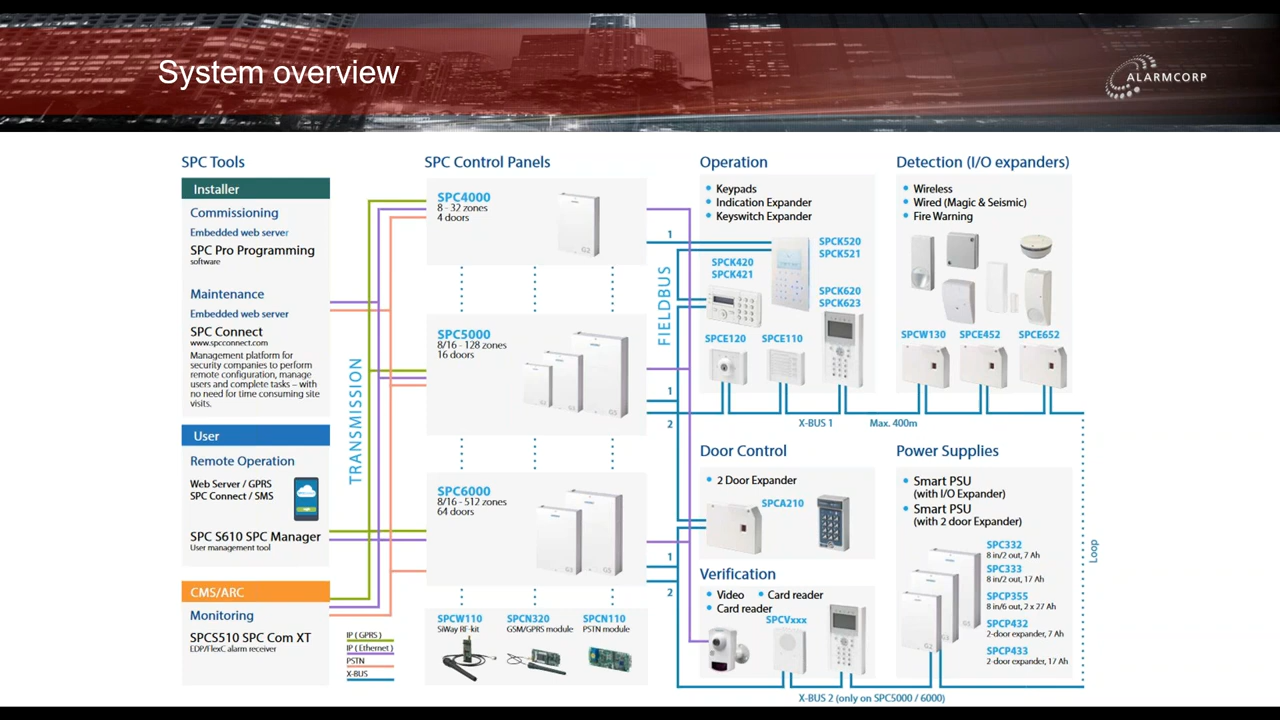 System overview
ALARMCORP
SPC Tools
Installer
Commissioning
Embedded web server
SPC Pro Programming
software
Maintenance
Embedded web server
SPC Connect
www.spcconnect.com
Management platform for
security companies to perform
remote configuration, manage
users and complete tasks – with
no need for time consuming site
visits.
User
Remote Operation
Web Server / GPRS
SPC Connect / SMS
SPC S610 SPC Manager
User management tool
CMS/ARC
Monitoring
SPCS510 SPC Com XT
EDP/FlexC alarm receiver
TRANSMISSION
IP ( GPRS )
IP ( Ethernet )
PSTN
X-BUS
SPC Control Panels
SPC4000
8 - 32 zones
4 doors
G2
SPC5000
8/16 - 128 zones
16 doors
G2
G3
G5
SPC6000
8/16 - 512 zones
64 doors
G3
G5
SPCW110
SiWay RF-kit
SPCN320
GSM/GPRS module
SPCN110
PSTN module
FIELDBUS
1
1
2
1
2
Operation
Keypads
Indication Expander
Keyswitch Expander
SPCK520
SPCK521
SPCK420
SPCK421
SPCK620
SPCK623
SPCE120
SPCE110
X-BUS 1
Max. 400m
Detection (I/O expanders)
Wireless
Wired (Magic & Seismic)
Fire Warning
SPCW130
SPCE452
SPCE652
Door Control
2 Door Expander
SPCA210
Verification
Video
Card reader
Card reader
SPCVxxx
Power Supplies
Smart PSU
(with I/O Expander)
Smart PSU
(with 2 door Expander)
SPC332
8 in/2 out, 7 Ah
SPC333
8 in/2 out, 17 Ah
SPCP355
8 in/6 out, 2 x 27 Ah
SPCP432
2-door expander, 7 Ah
SPCP433
2-door expander, 17 Ah
G2
G3
G5
Loop
X-BUS 2 (only on SPC5000 / 6000)